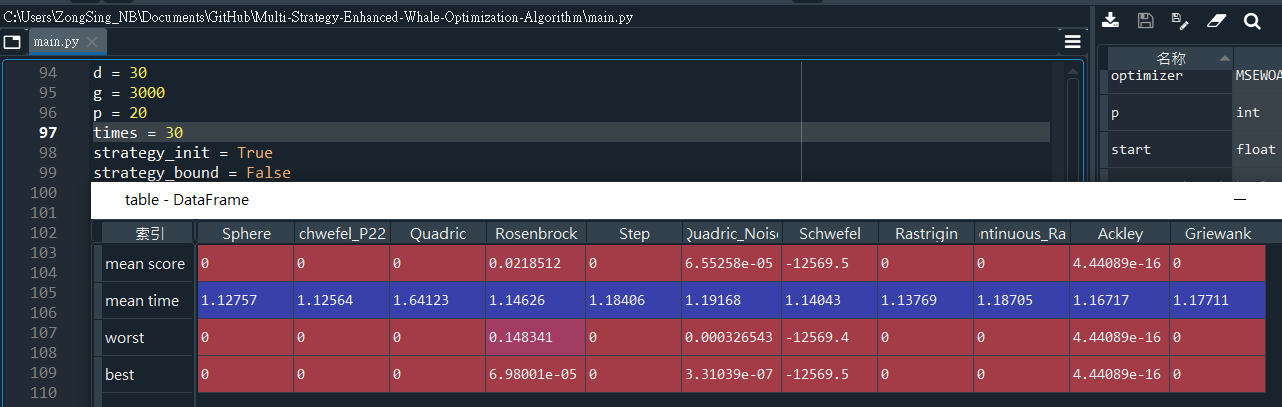 C:\Users\ZongSing_NB\Documents\GitHub\Multi-Strategy-Enhanced-Whale-Optimization-Algorithm\main.py
main.py
94 d = 30
95 g = 3000
96 p = 20
97 times = 30
98 strategy_init = True
99 strategy_bound = False
100
101
102
103
104
105
106
107
108
109
110
名称
optimizer MSEWOA
p int
start float
table - DataFrame
索引 Sphere chwefel_P22 Quadric Rosenbrock Step Quadric_Nois Schwefel Rastrigin ntinuous_Ra Ackley Griewank
mean score 0 0 0 0.0218512 0 6.55258e-05 -12569.5 0 0 4.44089e-16 0
mean time 1.12757 1.12564 1.64123 1.14626 1.18406 1.19168 1.14043 1.13769 1.18705 1.16717 1.17711
worst 0 0 0 0.148341 0 0.000326543 -12569.4 0 0 4.44089e-16 0
best 0 0 0 6.98001e-05 0 3.31039e-07 -12569.5 0 0 4.44089e-16 0